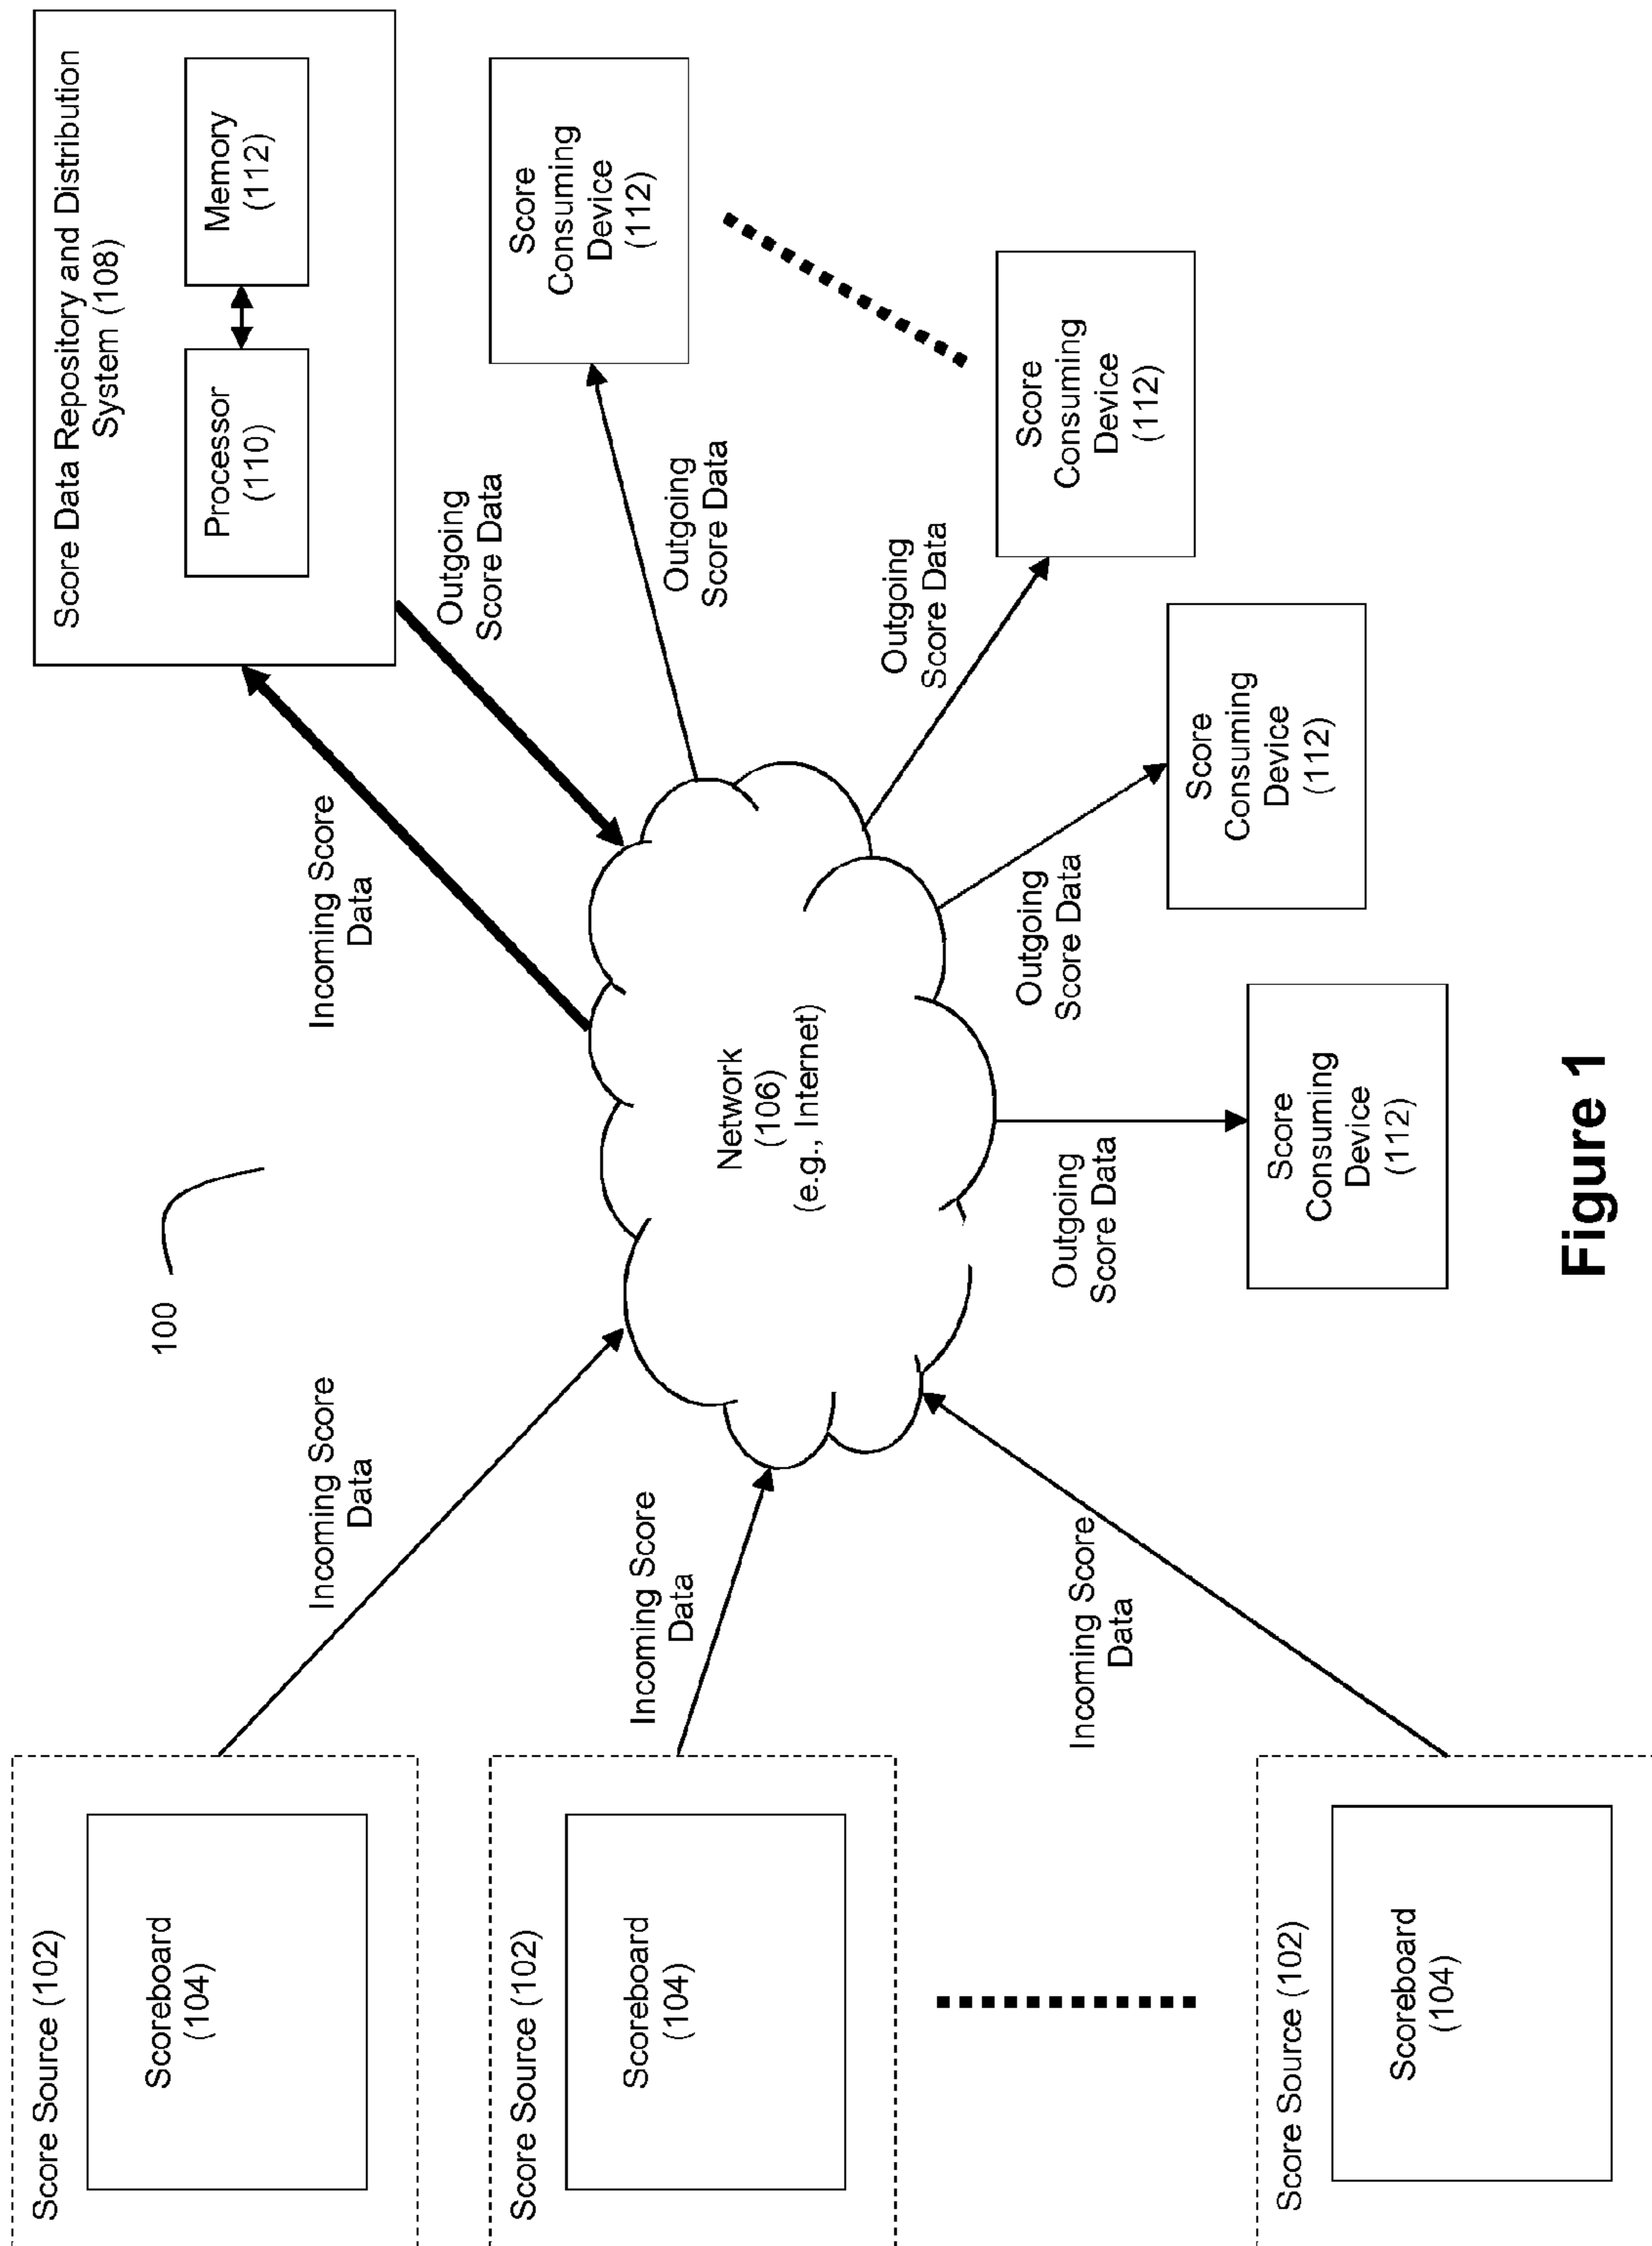 100
Score Source (102)
Scoreboard
(104)
Score Source (102)
Scoreboard
(104)
Score Source (102)
Scoreboard
(104)
Incoming Score
Data
Incoming Score
Data
Incoming Score
Data
Network
(106)
(e.g., Internet)
Incoming Score
Data
Outgoing
Score Data
Score Data Repository and Distribution
System (108)
Processor
(110)
Memory
(112)
Outgoing
Score Data
Score
Consuming
Device
(112)
Outgoing
Score Data
Score
Consuming
Device
(112)
Outgoing
Score Data
Score
Consuming
Device
(112)
Outgoing
Score Data
Score
Consuming
Device
(112)
Figure 1